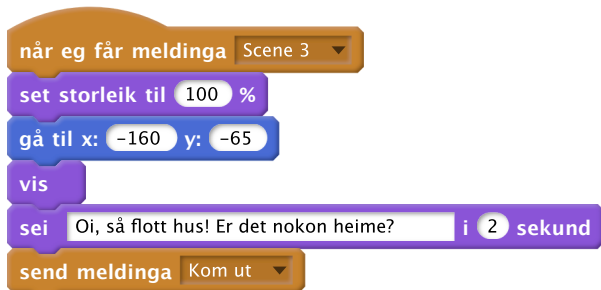 når eg får meldinga Scene 3
set storleik til 100 %
gå til x: -160 y: -65
vis
sei Oi, så flott hus! Er det nokon heime? i 2 sekund
send meldinga Kom ut